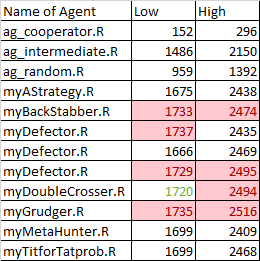 Name of Agent Low High
ag_cooperator.R 152 296
ag_intermediate.R 1486 2150
ag_random.R 959 1392
myAStrategy.R 1675 2438
myBackStabber.R 1733 2474
myDefector.R 1737 2435
myDefector.R 1666 2469
myDefector.R 1729 2495
myDoubleCrosser.R 1720 2494
myGrudger.R 1735 2516
myMetaHunter.R 1699 2409
myTitforTatprob.R 1699 2468